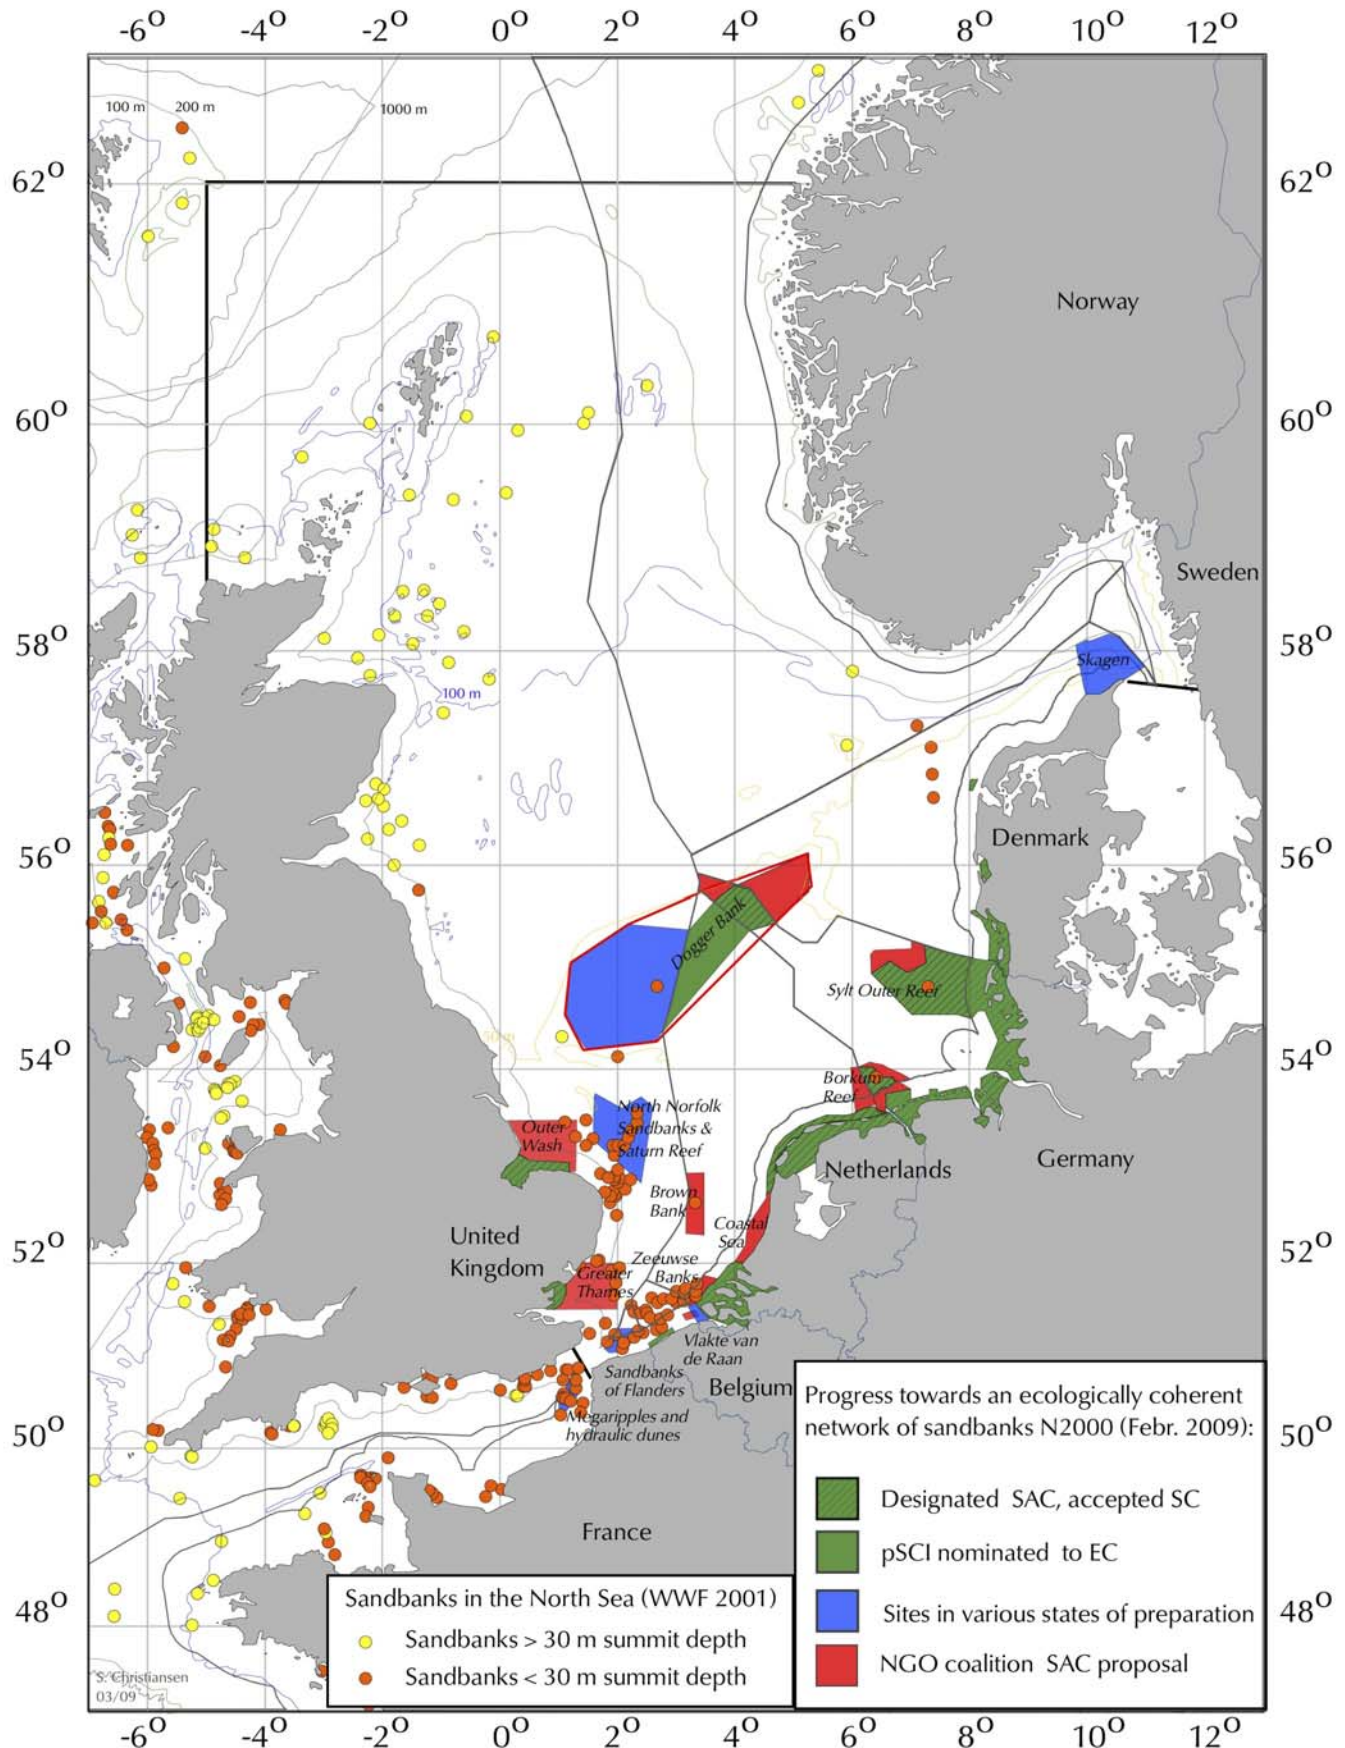 -6° -4° -2° 0° 2° 4° 6° 8° 10° 12°
100 m 200 m 1000 m
62° 62°
Norway
60° 60°
Sweden
58° 58°
Skagen
100 m
Denmark
56° 56°
Dogger Bank
Sylt Outer Reef
54° 54°
Borkum
Reef
North Norfolk
Sandbanks &
Saturn Reef
Outer
Wash
Netherlands
Germany
Brown
Bank
Coastal
Sea
United
Kingdom
52° 52°
Zeeuwse
Banks
Greater
Thames
Vlakte van
de Raan
Sandbanks
of Flanders
Belgium
Megaripples and
hydraulic dunes
50° 50°
France
48° 48°
Progress towards an ecologically coherent
network of sandbanks N2000 (Febr. 2009):
Designated SAC, accepted SC
pSCI nominated to EC
Sites in various states of preparation
NGO coalition SAC proposal
Sandbanks in the North Sea (WWF 2001)
Sandbanks > 30 m summit depth
Sandbanks < 30 m summit depth
S. Christiansen
03/09
-6° -4° -2° 0° 2° 4° 6° 8° 10° 12°